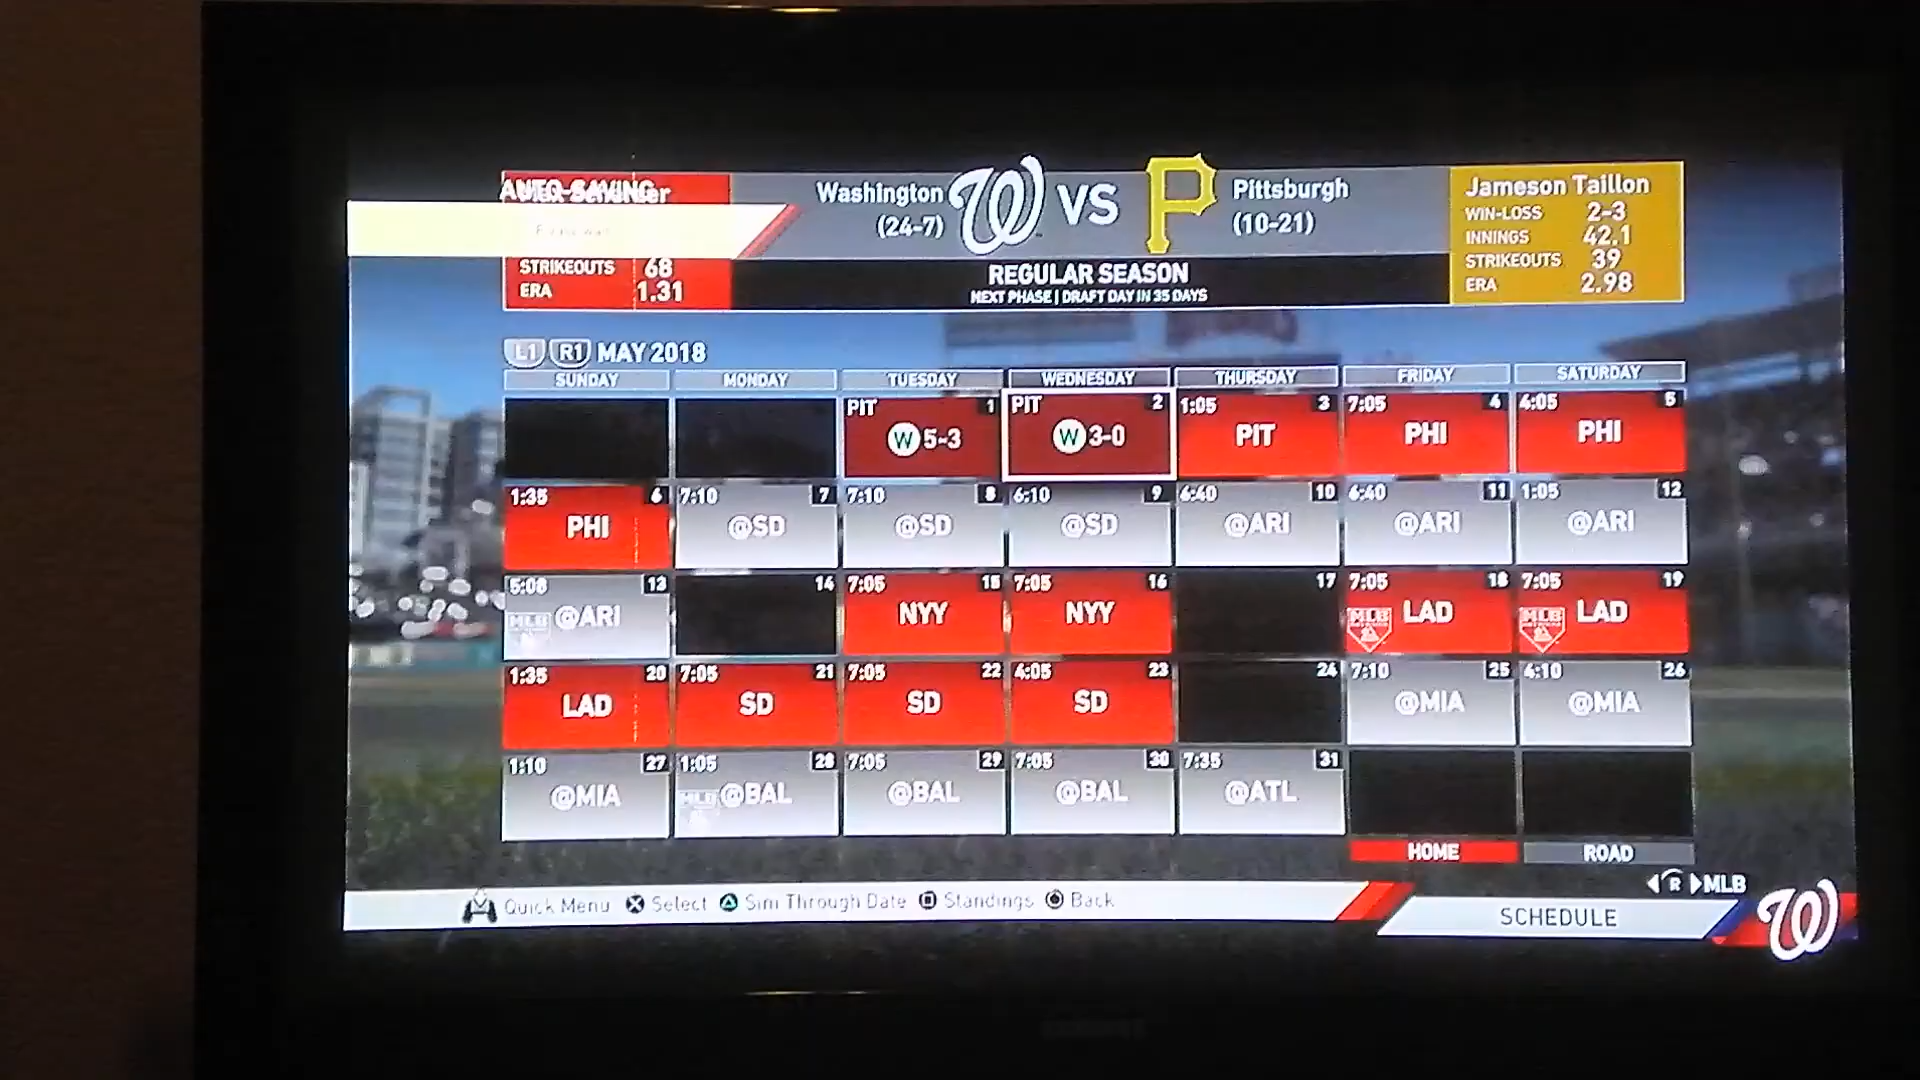 AUTO-SAVING
Please wait
STRIKEOUTS 68
ERA 1.31
Washington
(24-7)
W VS P
Pittsburgh
(10-21)
REGULAR SEASON
NEXT PHASE | DRAFT DAY IN 35 DAYS
Jameson Taillon
WIN-LOSS 2-3
INNINGS 42.1
STRIKEOUTS 39
ERA 2.98
L1 R1 MAY 2018
SUNDAY MONDAY TUESDAY WEDNESDAY THURSDAY FRIDAY SATURDAY
PIT 1 PIT 2 1:05 3 7:05 4 4:05 5
W 5-3 W 3-0 PIT PHI PHI
1:35 6 7:10 7 7:10 8 6:10 9 6:40 10 6:40 11 1:05 12
PHI @SD @SD @SD @ARI @ARI @ARI
5:08 13 14 7:05 15 7:05 16 17 7:05 18 7:05 19
MLB @ARI NYY NYY MLB LAD MLB LAD
1:35 20 7:05 21 7:05 22 4:05 23 24 7:10 25 4:10 26
LAD SD SD SD @MIA @MIA
1:10 27 1:05 28 7:05 29 7:05 30 7:35 31
@MIA MLB @BAL @BAL @BAL @ATL
HOME ROAD
R MLB
Quick Menu Select Sim Through Date Standings Back
SCHEDULE W